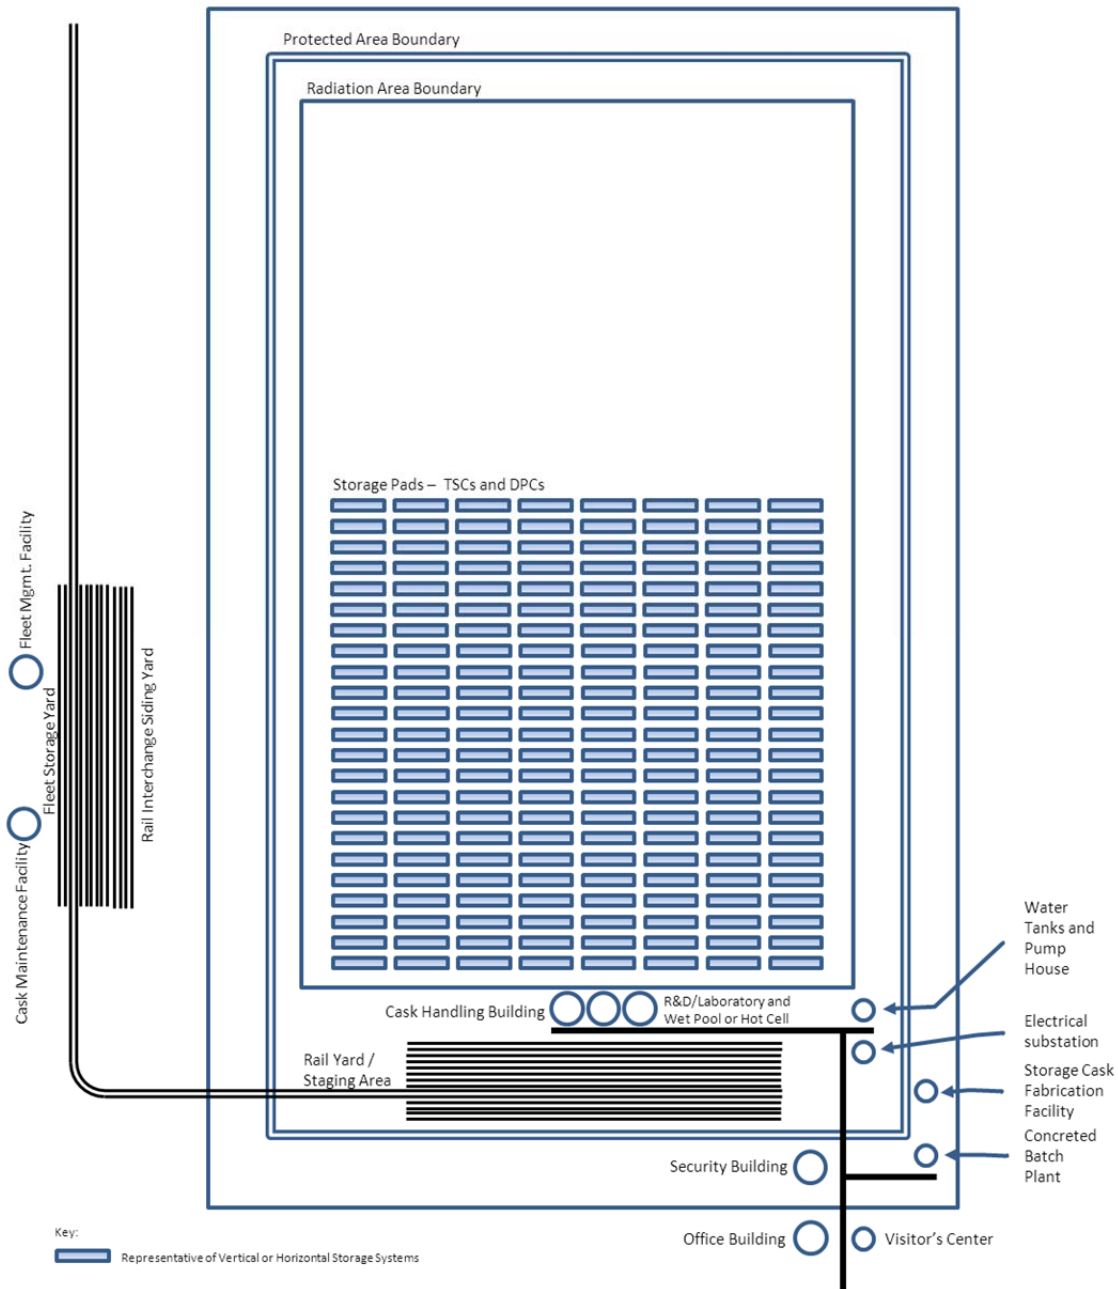 Protected Area Boundary
Radiation Area Boundary
Storage Pads – TSCs and DPCs
Fleet Mgmt. Facility
Fleet Storage Yard
Rail Interchange Siding Yard
Cask Maintenance Facility
Water
Tanks and
Pump
House
Cask Handling Building
R&D/Laboratory and
Wet Pool or Hot Cell
Electrical
substation
Rail Yard /
Staging Area
Storage Cask
Fabrication
Facility
Concreted
Batch
Plant
Security Building
Office Building
Visitor's Center
Key:
Representative of Vertical or Horizontal Storage Systems